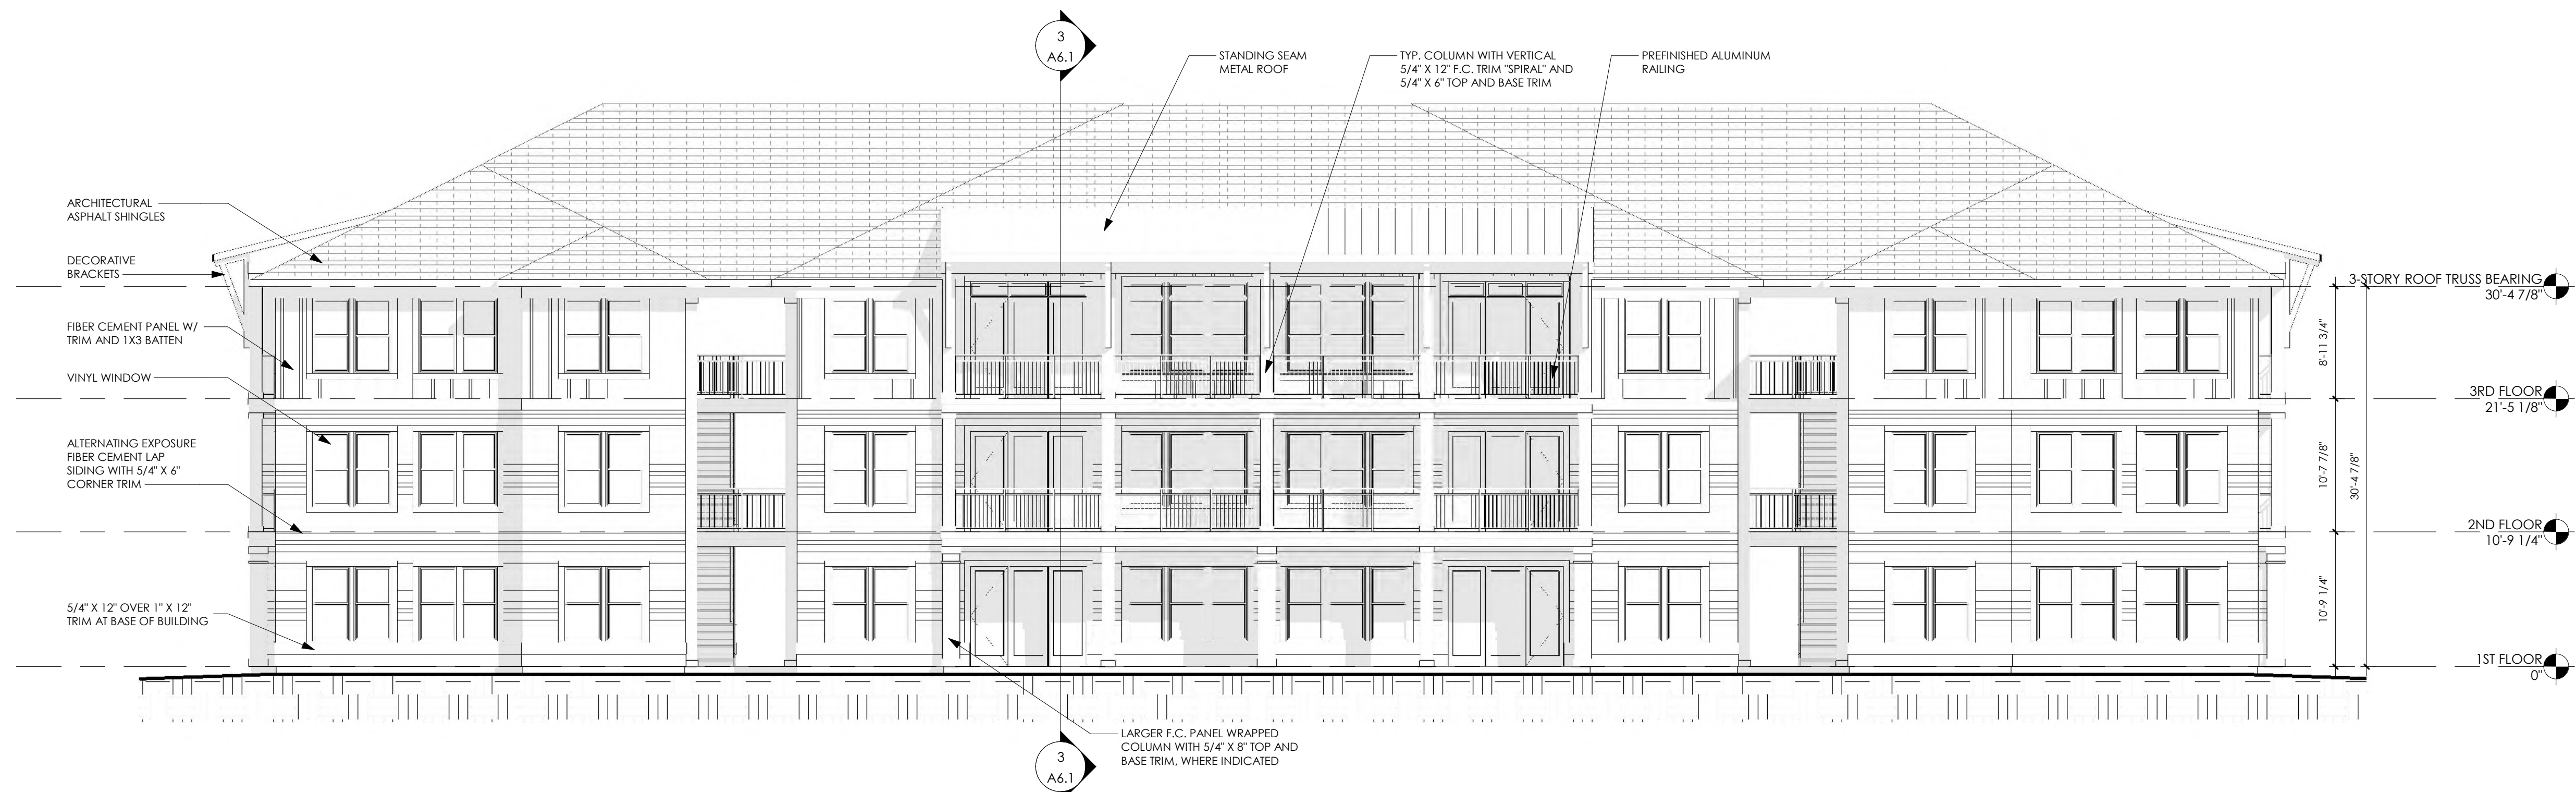 3
A6.1
STANDING SEAM
METAL ROOF
TYP. COLUMN WITH VERTICAL
5/4" X 12" F.C. TRIM "SPIRAL" AND
5/4" X 6" TOP AND BASE TRIM
PREFINISHED ALUMINUM
RAILING
ARCHITECTURAL
ASPHALT SHINGLES
DECORATIVE
BRACKETS
FIBER CEMENT PANEL W/
TRIM AND 1X3 BATTEN
VINYL WINDOW
ALTERNATING EXPOSURE
FIBER CEMENT LAP
SIDING WITH 5/4" X 6"
CORNER TRIM
5/4" X 12" OVER 1" X 12"
TRIM AT BASE OF BUILDING
3-STORY ROOF TRUSS BEARING
30'-4 7/8"
8'-11 3/4"
3RD FLOOR
21'-5 1/8"
10'-7 7/8"
30'-4 7/8"
2ND FLOOR
10'-9 1/4"
10'-9 1/4"
1ST FLOOR
0"
LARGER F.C. PANEL WRAPPED
COLUMN WITH 5/4" X 8" TOP AND
BASE TRIM, WHERE INDICATED
3
A6.1